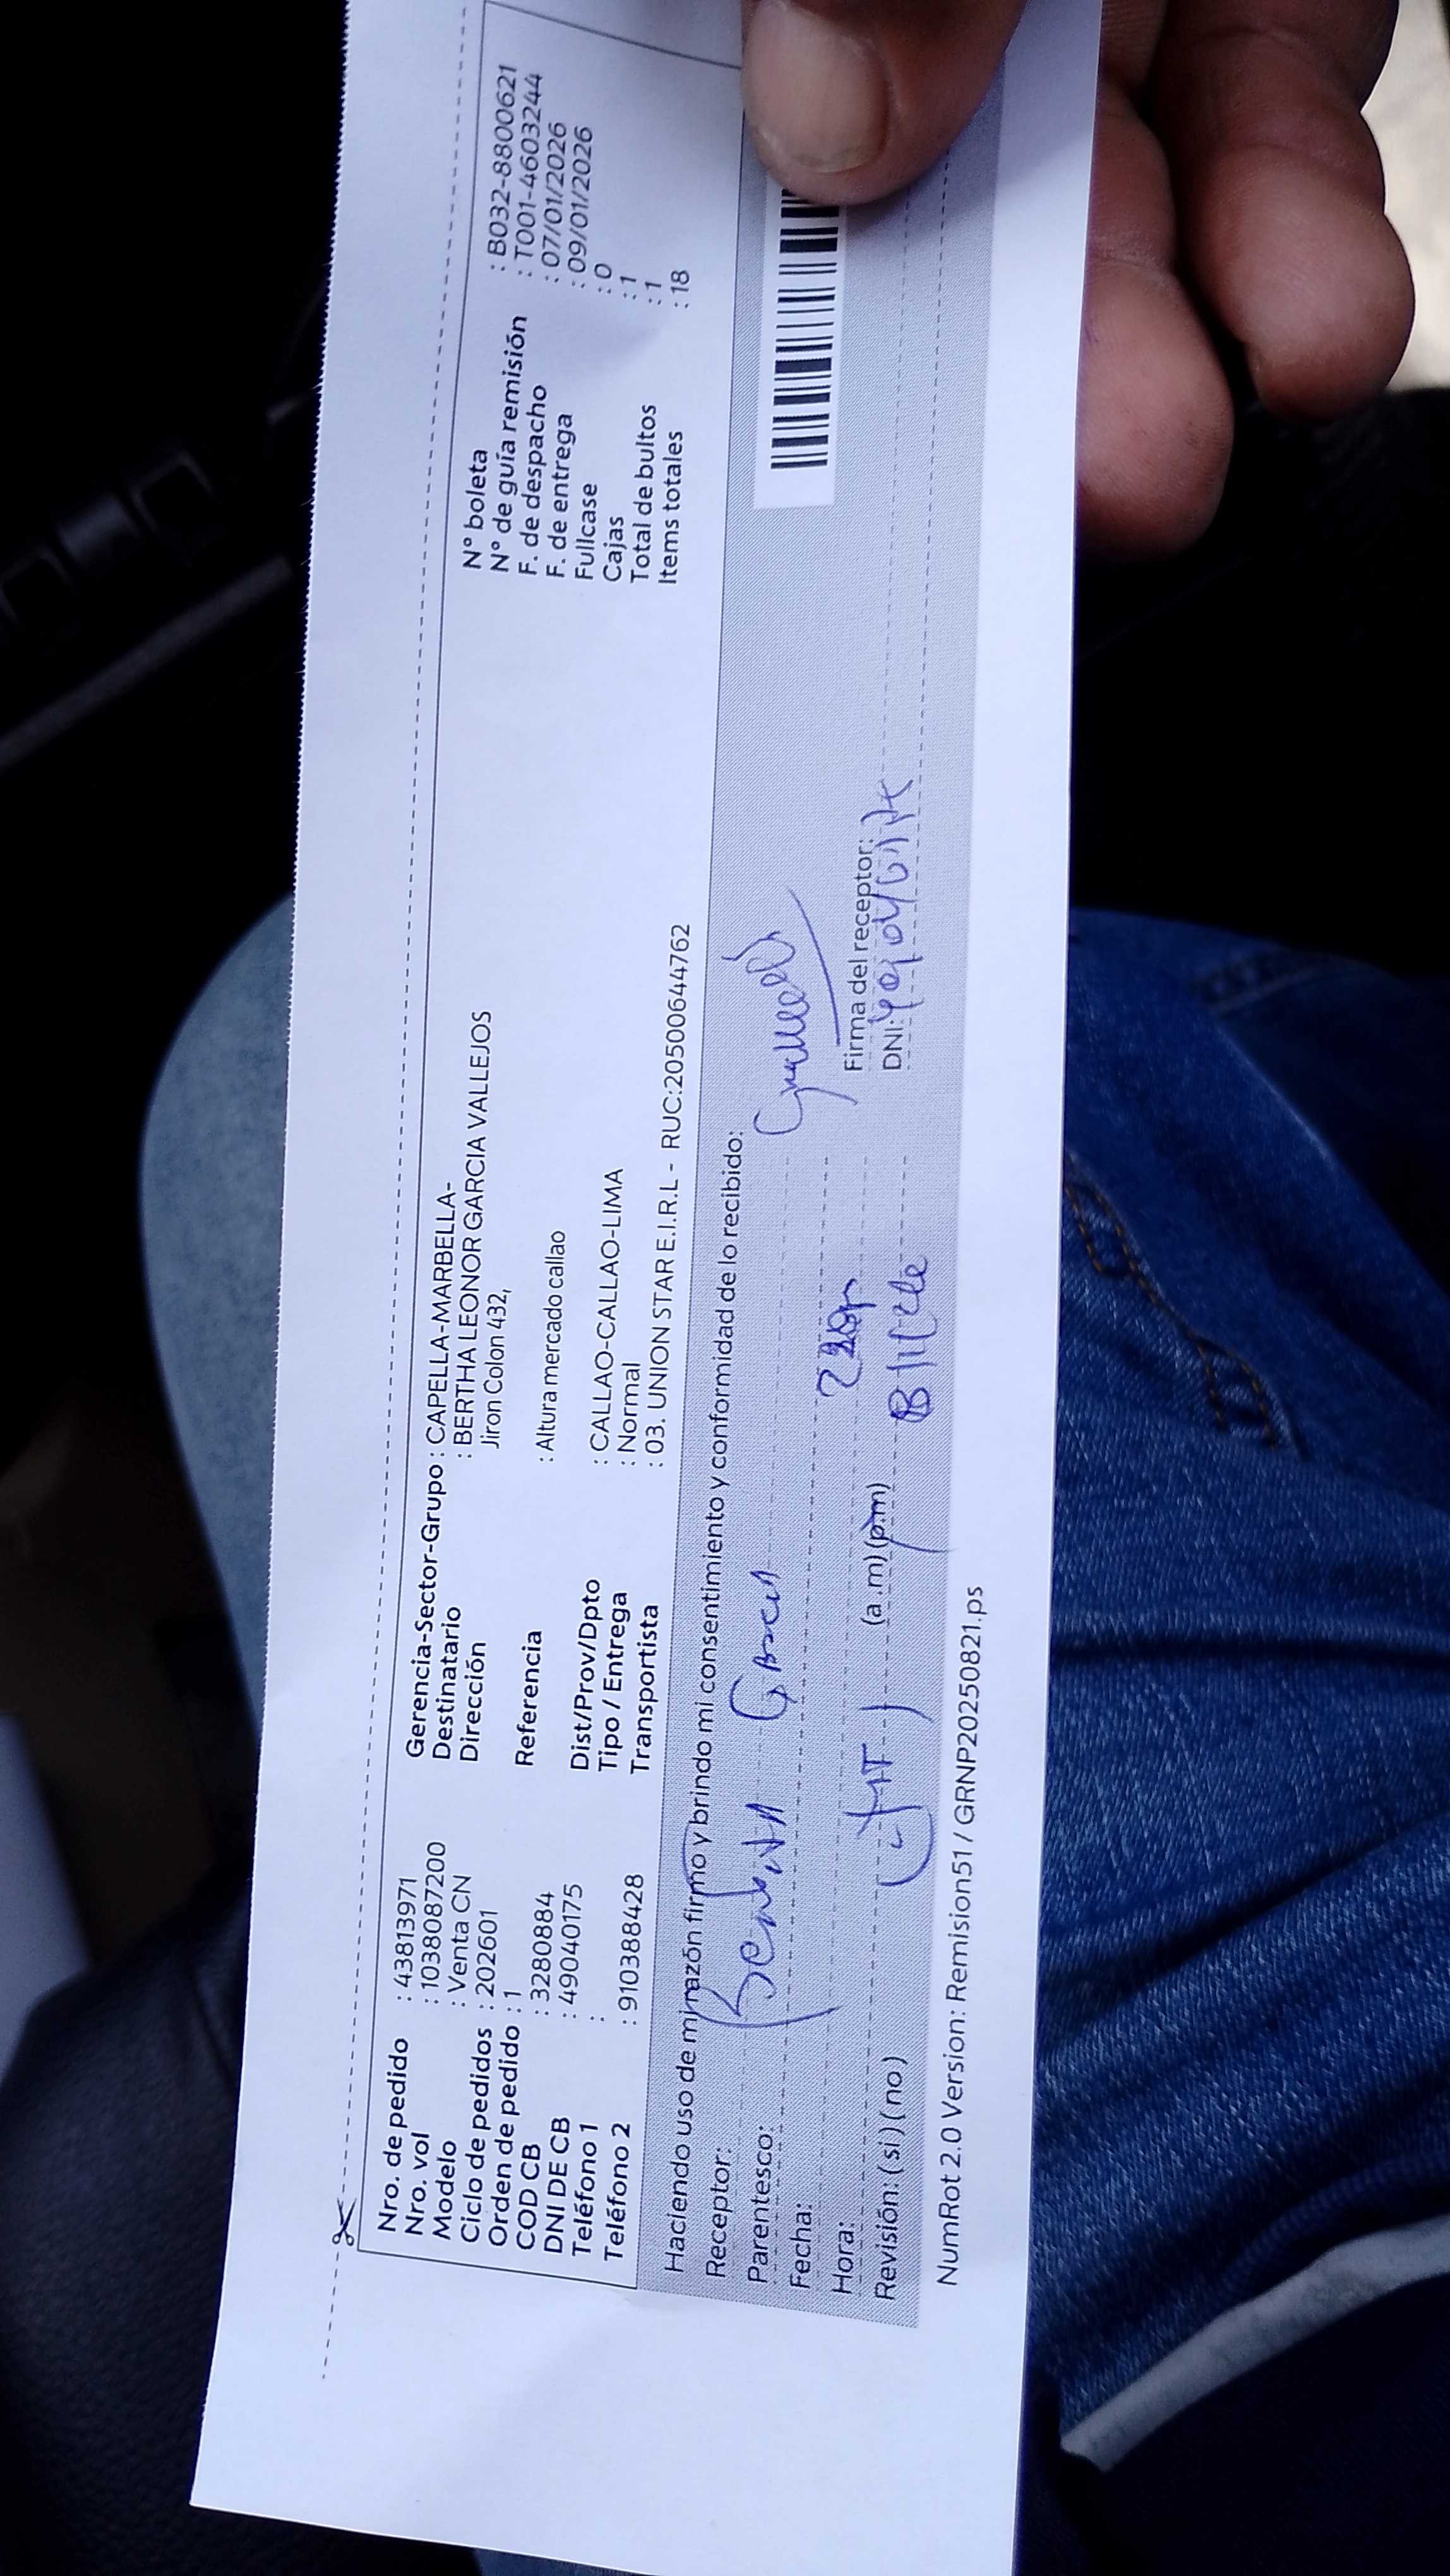 Nro. de pedido : 43813971
Nro. vol : 1038087200
Modelo : Venta CN
Ciclo de pedidos : 202601
Orden de pedido : 1
COD CB : 3280884
DNI DE CB : 49040175
Teléfono 1 :
Teléfono 2 : 910388428
Gerencia-Sector-Grupo : CAPELLA-MARBELLA-
Destinatario : BERTHA LEONOR GARCIA VALLEJOS
Dirección Jiron Colon 432,
Referencia : Altura mercado callao
Dist/Prov/Dpto : CALLAO-CALLAO-LIMA
Tipo / Entrega : Normal
Transportista : 03. UNION STAR E.I.R.L - RUC:20500644762
N° boleta : B032-8800621
N° de guía remisión : T001-4603244
F. de despacho : 07/01/2026
F. de entrega : 09/01/2026
Fullcase : 0
Cajas : 1
Total de bultos : 1
Items totales : 18
Haciendo uso de mi razón firmo y brindo mi consentimiento y conformidad de lo recibido:
Receptor:
Parentesco:
Fecha:
Hora: (a.m) (p.m)
Revisión: ( si ) ( no )
Firma del receptor:
DNI:
NumRot 2.0 Version: Remision51 / GRNP20250821.ps